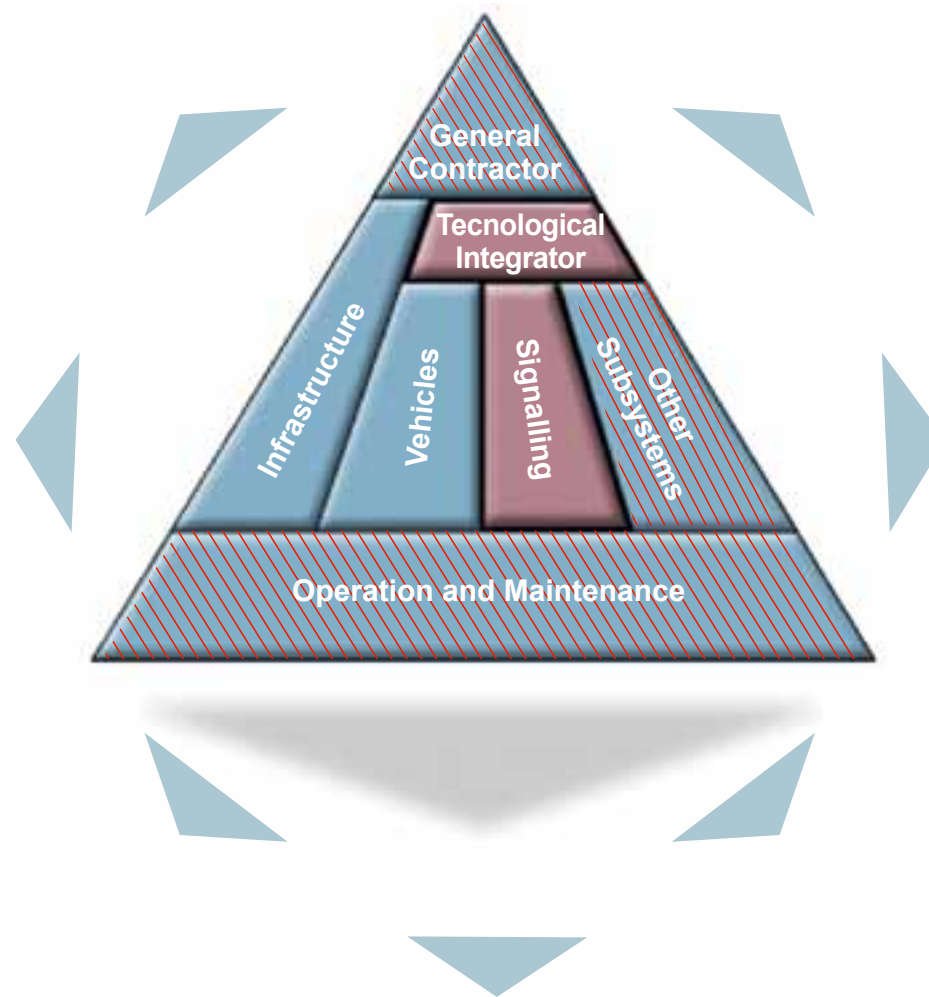 General
Contractor
Tecnological
Integrator
Infrastructure
Vehicles
Signalling
Other
Subsystems
Operation and Maintenance